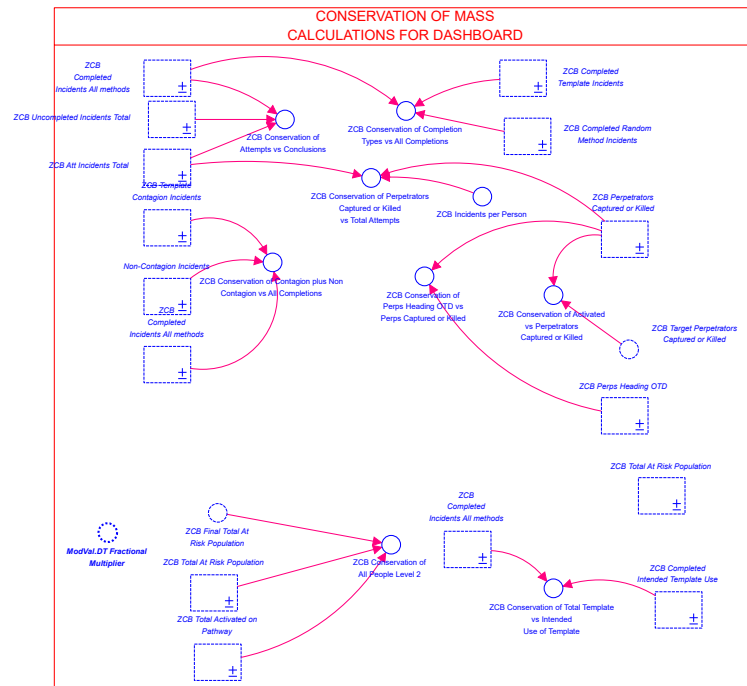 CONSERVATION OF MASS
CALCULATIONS FOR DASHBOARD
ZCB
Completed
Incidents All methods
ZCB Uncompleted Incidents Total
ZCB Conservation of
Attempts vs Conclusions
ZCB Conservation of Completion
Types vs All Completions
ZCB Completed
Template Incidents
ZCB Completed Random
Method Incidents
ZCB Att Incidents Total
ZCB Template
Contagion Incidents
ZCB Conservation of Perpetrators
Captured or Killed
vs Total Attempts
ZCB Incidents per Person
ZCB Perpetrators
Captured or Killed
Non-Contagion Incidents
ZCB Conservation of Contagion plus Non
Contagion vs All Completions
ZCB
Completed
Incidents All methods
ZCB Conservation of
Perps Heading OTD vs
Perps Captured or Killed
ZCB Conservation of Activated
vs Perpetrators
Captured or Killed
ZCB Target Perpetrators
Captured or Killed
ZCB Perps Heading OTD
ZCB Total At Risk Population
ModVal.DT Fractional
Multiplier
ZCB Final Total At
Risk Population
ZCB Total At Risk Population
ZCB Total Activated on
Pathway
ZCB Conservation of
All People Level 2
ZCB
Completed
Incidents All methods
ZCB Conservation of Total Template
vs Intended
Use of Template
ZCB Completed
Intended Template Use